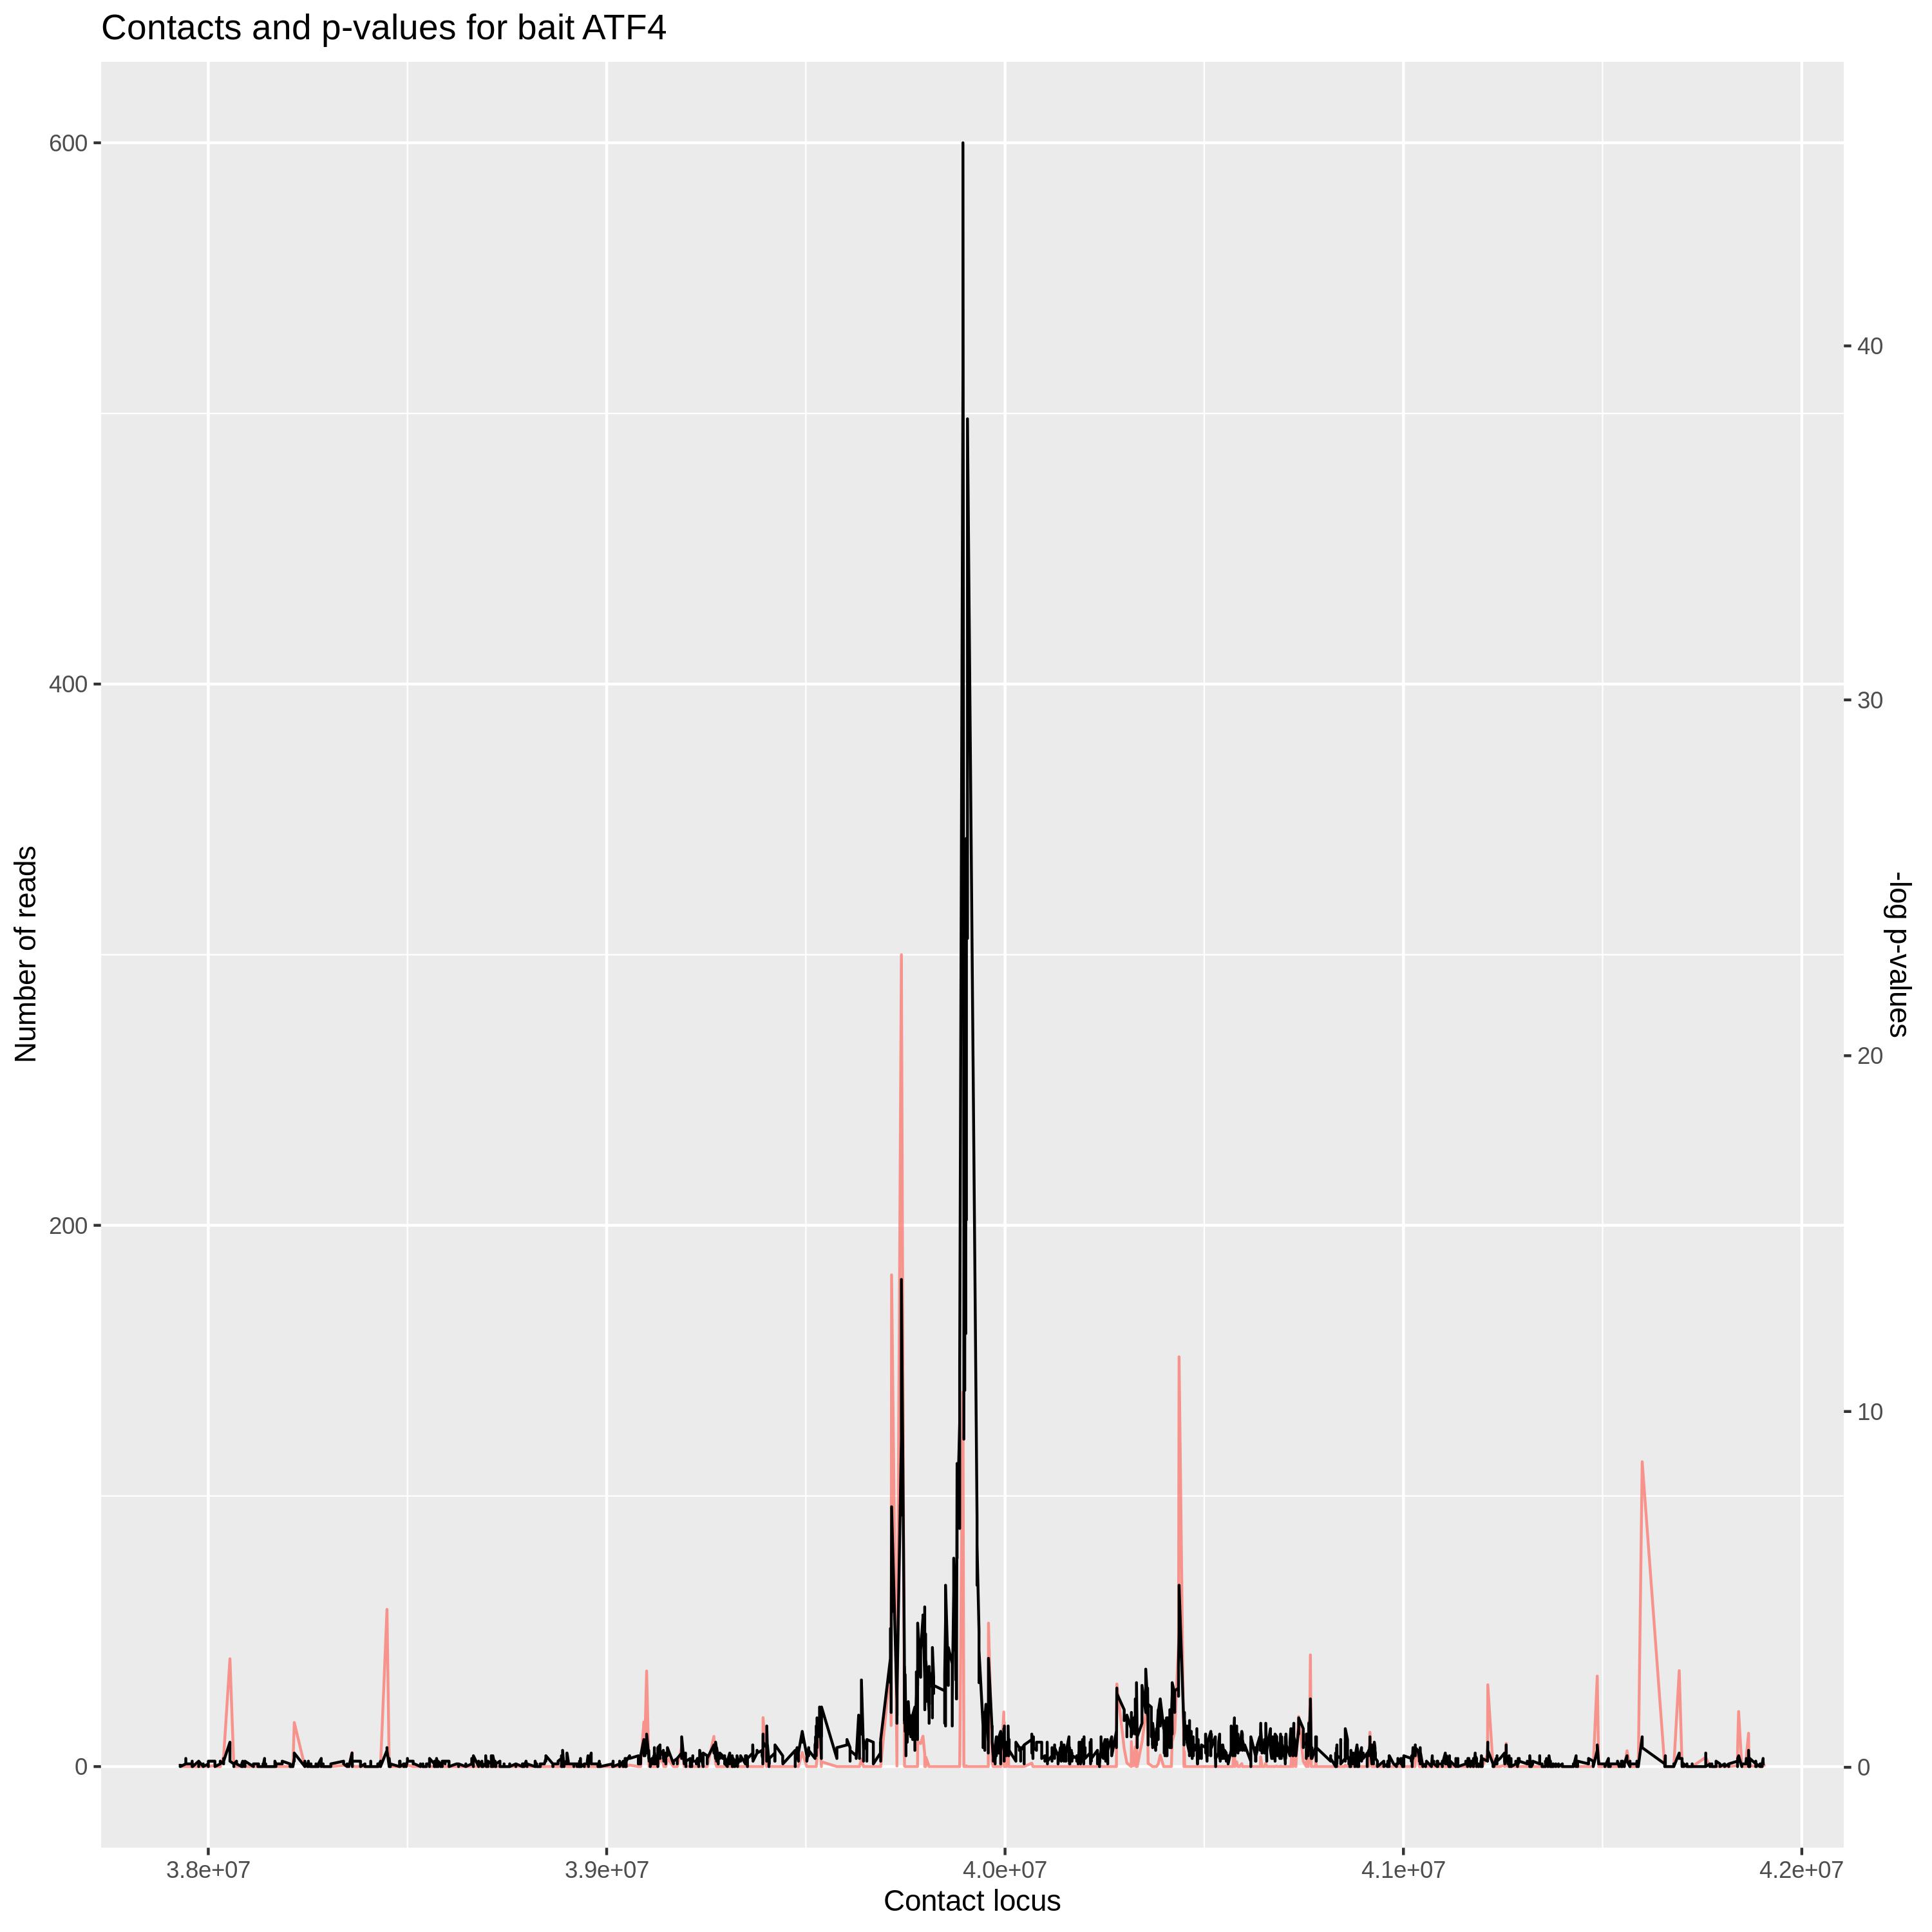 Contacts and p-values for bait ATF4
600
400
200
0
Number of reads
40
30
20
10
0
-log p-values
3.8e+07
3.9e+07
4.0e+07
4.1e+07
4.2e+07
Contact locus